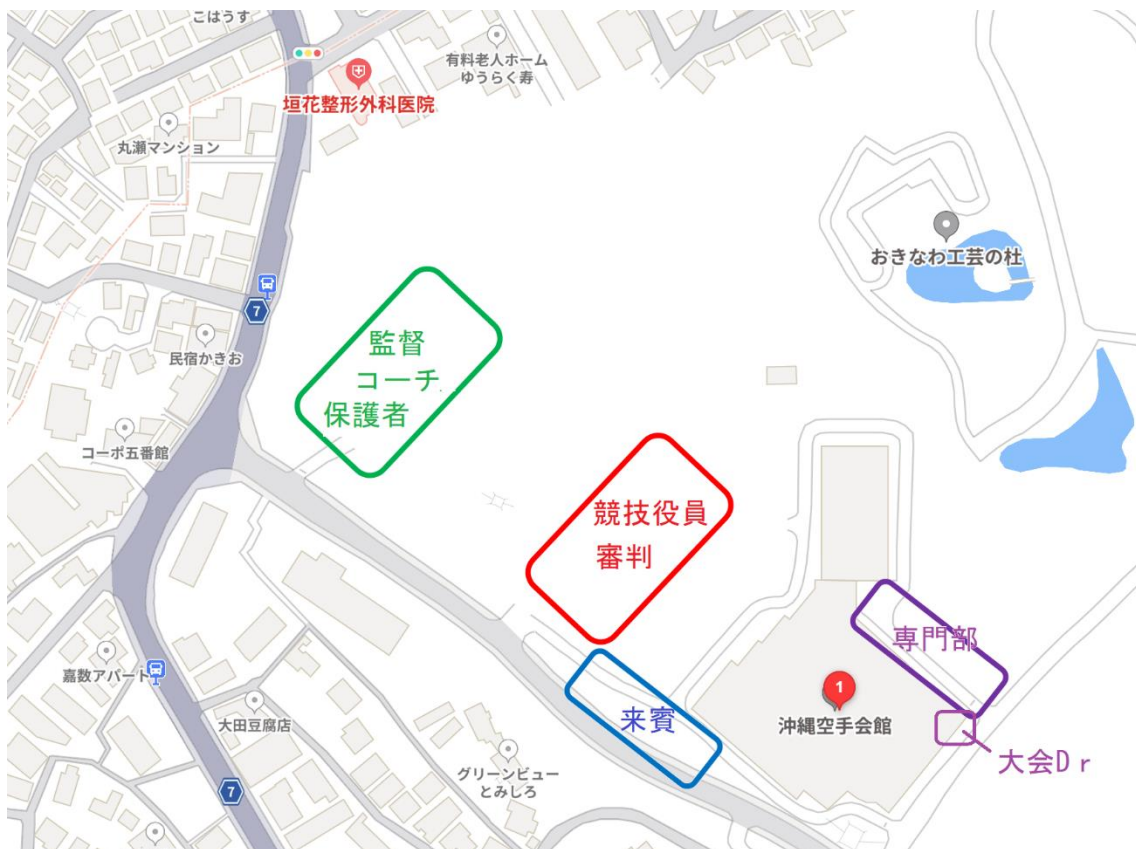 こはうす
有料老人ホーム
ゆうらく寿
垣花整形外科医院
丸瀬マンション
おきなわ工芸の杜
7
民宿かきお
監督
コーチ
保護者
コーポ五番館
競技役員
審判
専門部
嘉数アパート
大田豆腐店
来賓
1
沖縄空手会館
大会Dr
グリーンビュー
とみしろ
7